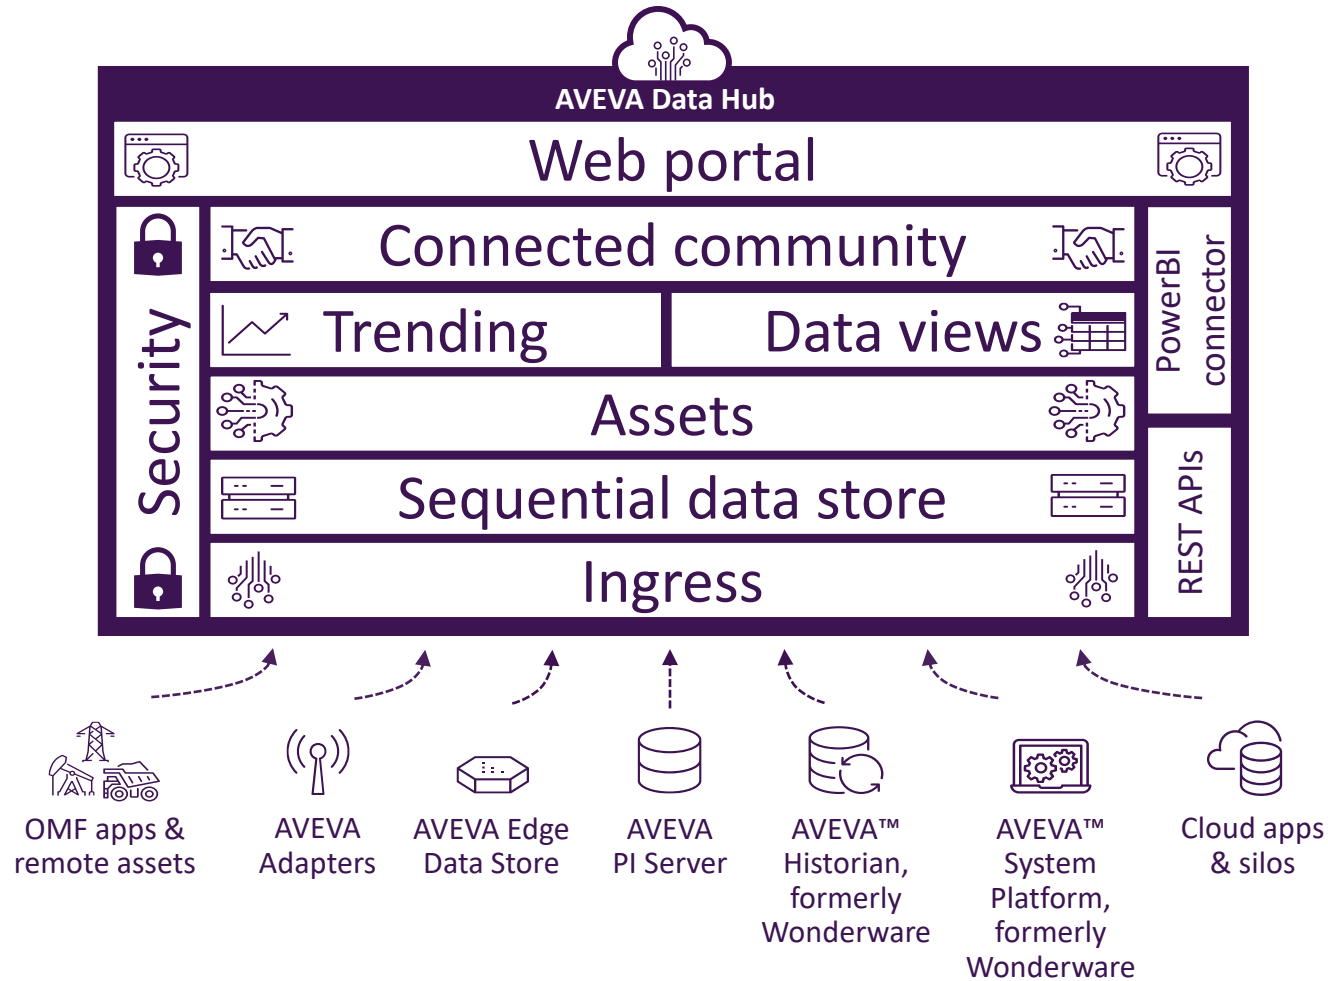 AVEVA Data Hub
Web portal
Security
Connected community
Trending
Data views
Assets
Sequential data store
Ingress
PowerBI
connector
REST APIs
OMF apps &
remote assets
AVEVA
Adapters
AVEVA Edge
Data Store
AVEVA
PI Server
AVEVA™
Historian,
formerly
Wonderware
AVEVA™
System
Platform,
formerly
Wonderware
Cloud apps
& silos